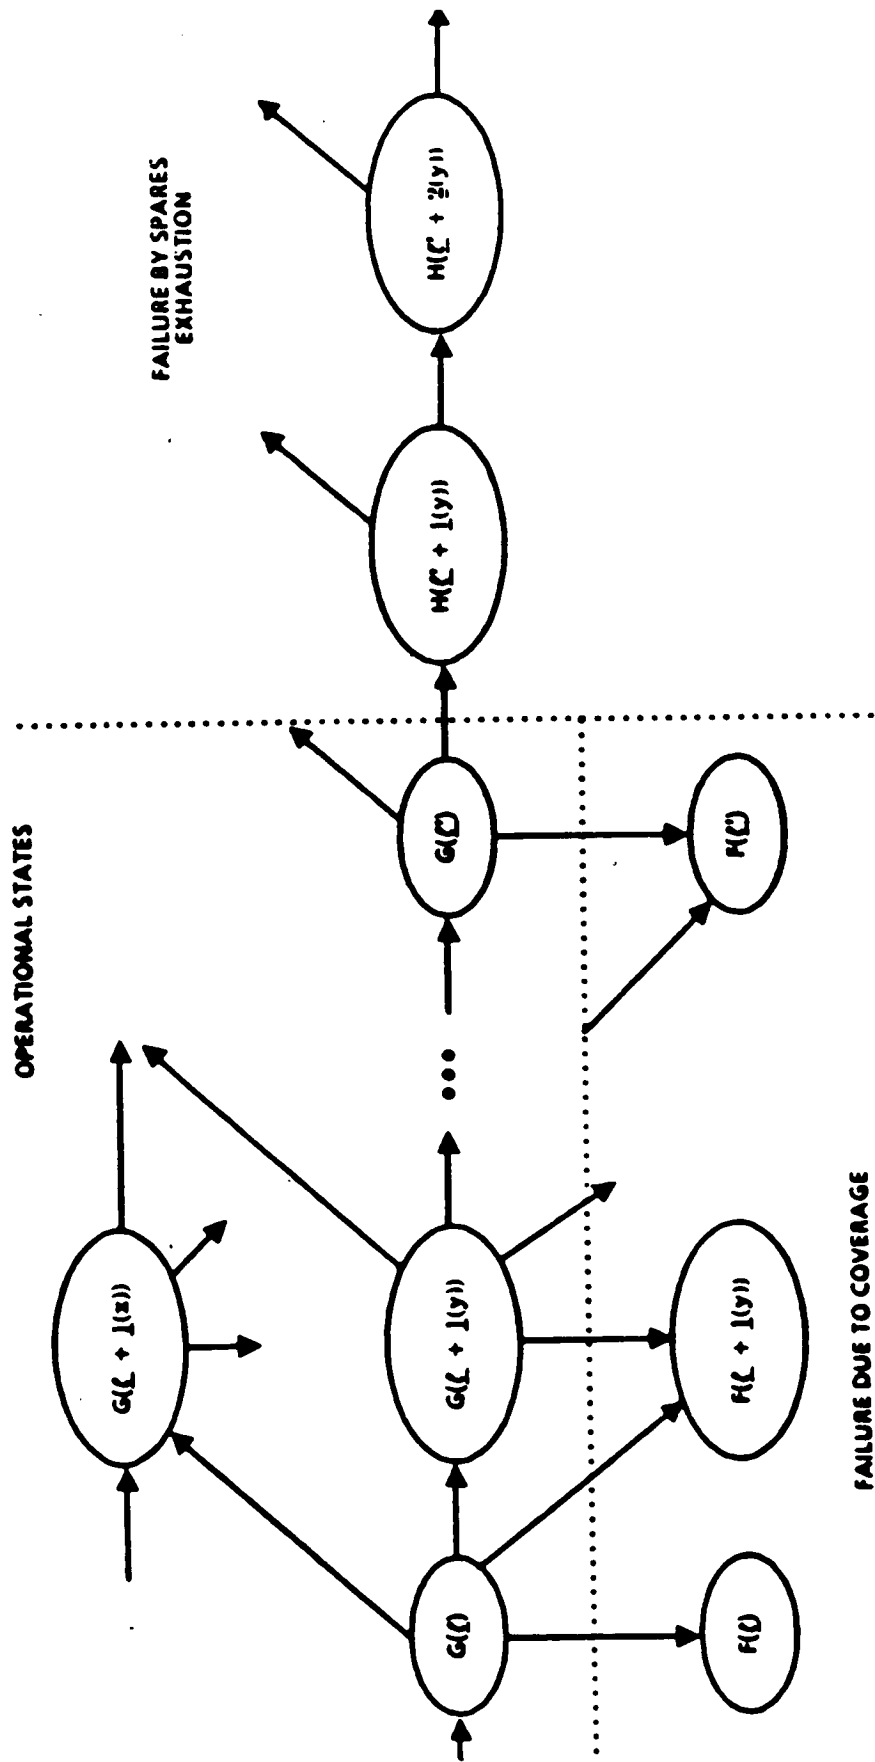 OPERATIONAL STATES
FAILURE BY SPARES
EXHAUSTION
G(ℓ + 1(x))
G(ℓ)
G(ℓ + 1(y))
• • •
G(ℓ")
H(ℓ" + 1(y))
H(ℓ" + 2(y))
F(ℓ)
F(ℓ + 1(y))
F(ℓ")
FAILURE DUE TO COVERAGE